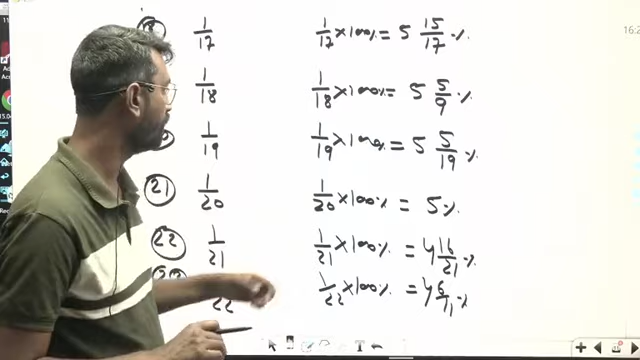 1/17 1/17 × 100% = 5 15/17 %
1/18 1/18 × 100% = 5 5/9 %
1/19 1/19 × 100% = 5 5/19 %
(21) 1/20 1/20 × 100% = 5%
(22) 1/21 1/21 × 100% = 4 16/21 %
22 1/22 × 100% = 4 6/11 %
16:2